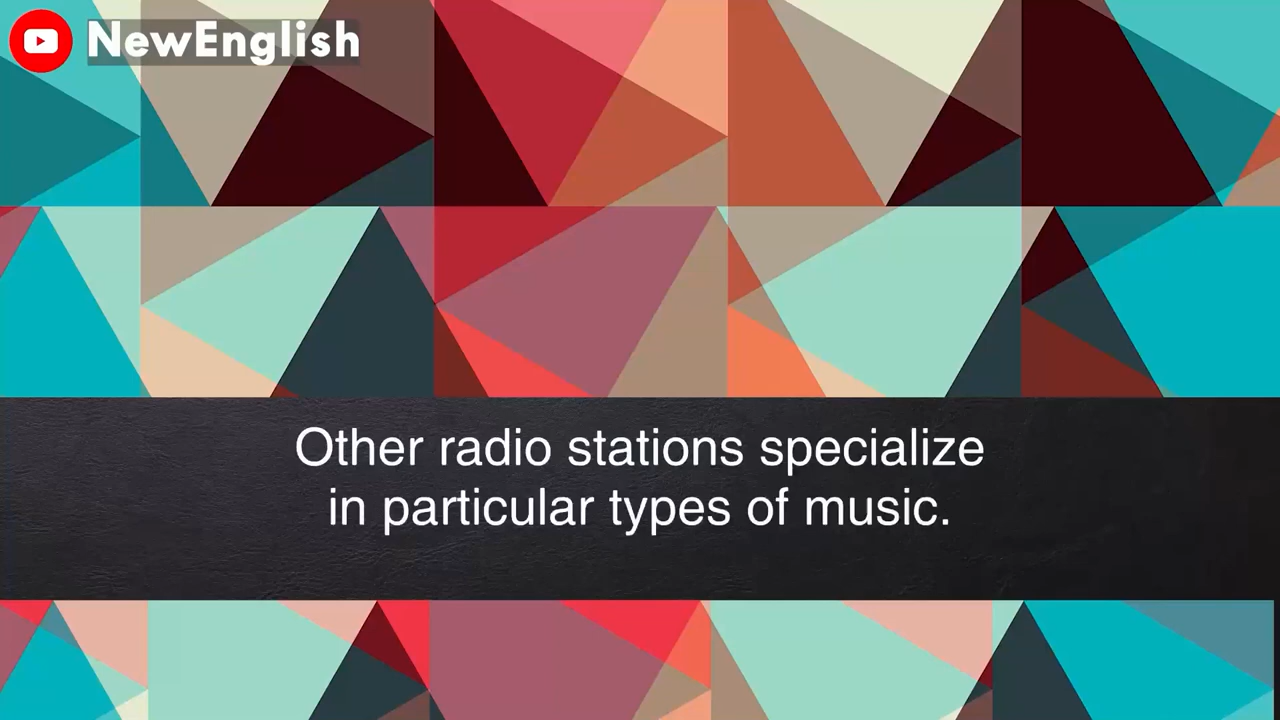 NewEnglish
Other radio stations specialize
in particular types of music.